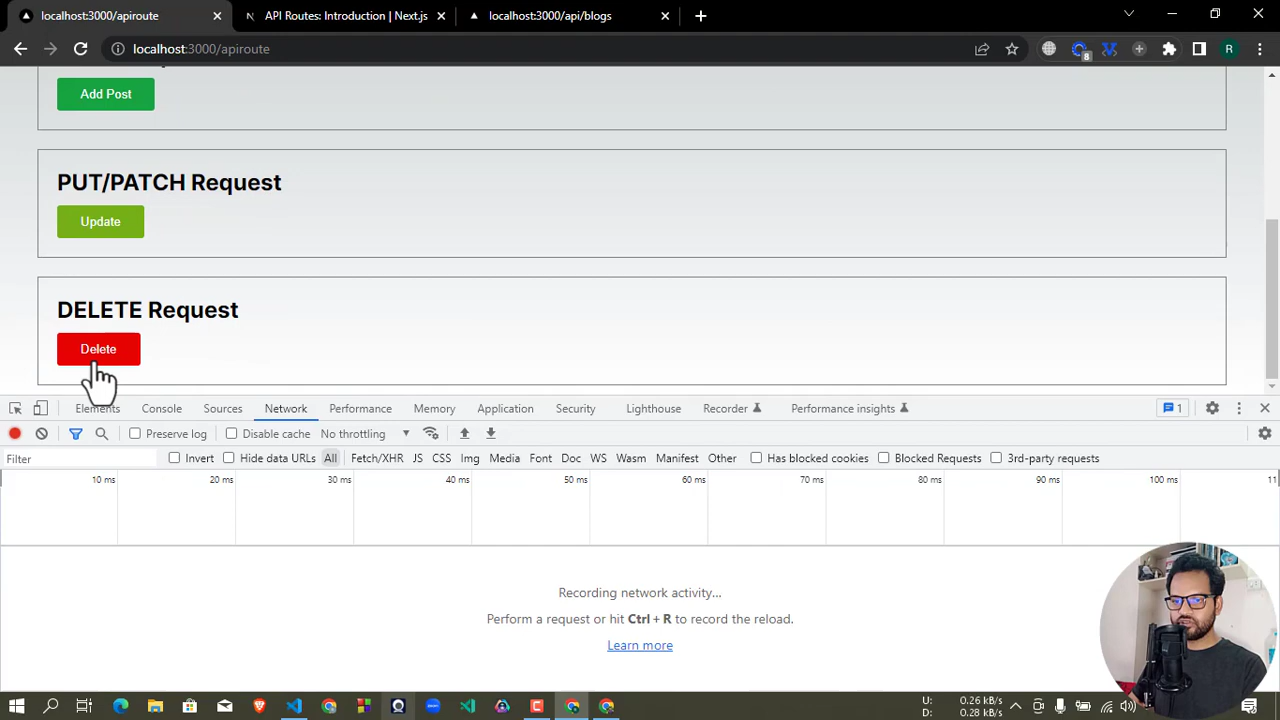 localhost:3000/apiroute
API Routes: Introduction | Next.js
localhost:3000/api/blogs
localhost:3000/apiroute
8
R
Add Post
PUT/PATCH Request
Update
DELETE Request
Delete
Elements Console Sources Network Performance Memory Application Security Lighthouse Recorder Performance insights 1
Preserve log Disable cache No throttling
Filter Invert Hide data URLs All Fetch/XHR JS CSS Img Media Font Doc WS Wasm Manifest Other Has blocked cookies Blocked Requests 3rd-party requests
10 ms 20 ms 30 ms 40 ms 50 ms 60 ms 70 ms 80 ms 90 ms 100 ms 11
Recording network activity...
Perform a request or hit Ctrl + R to record the reload.
Learn more
U: 0.26 kB/s
D: 0.28 kB/s